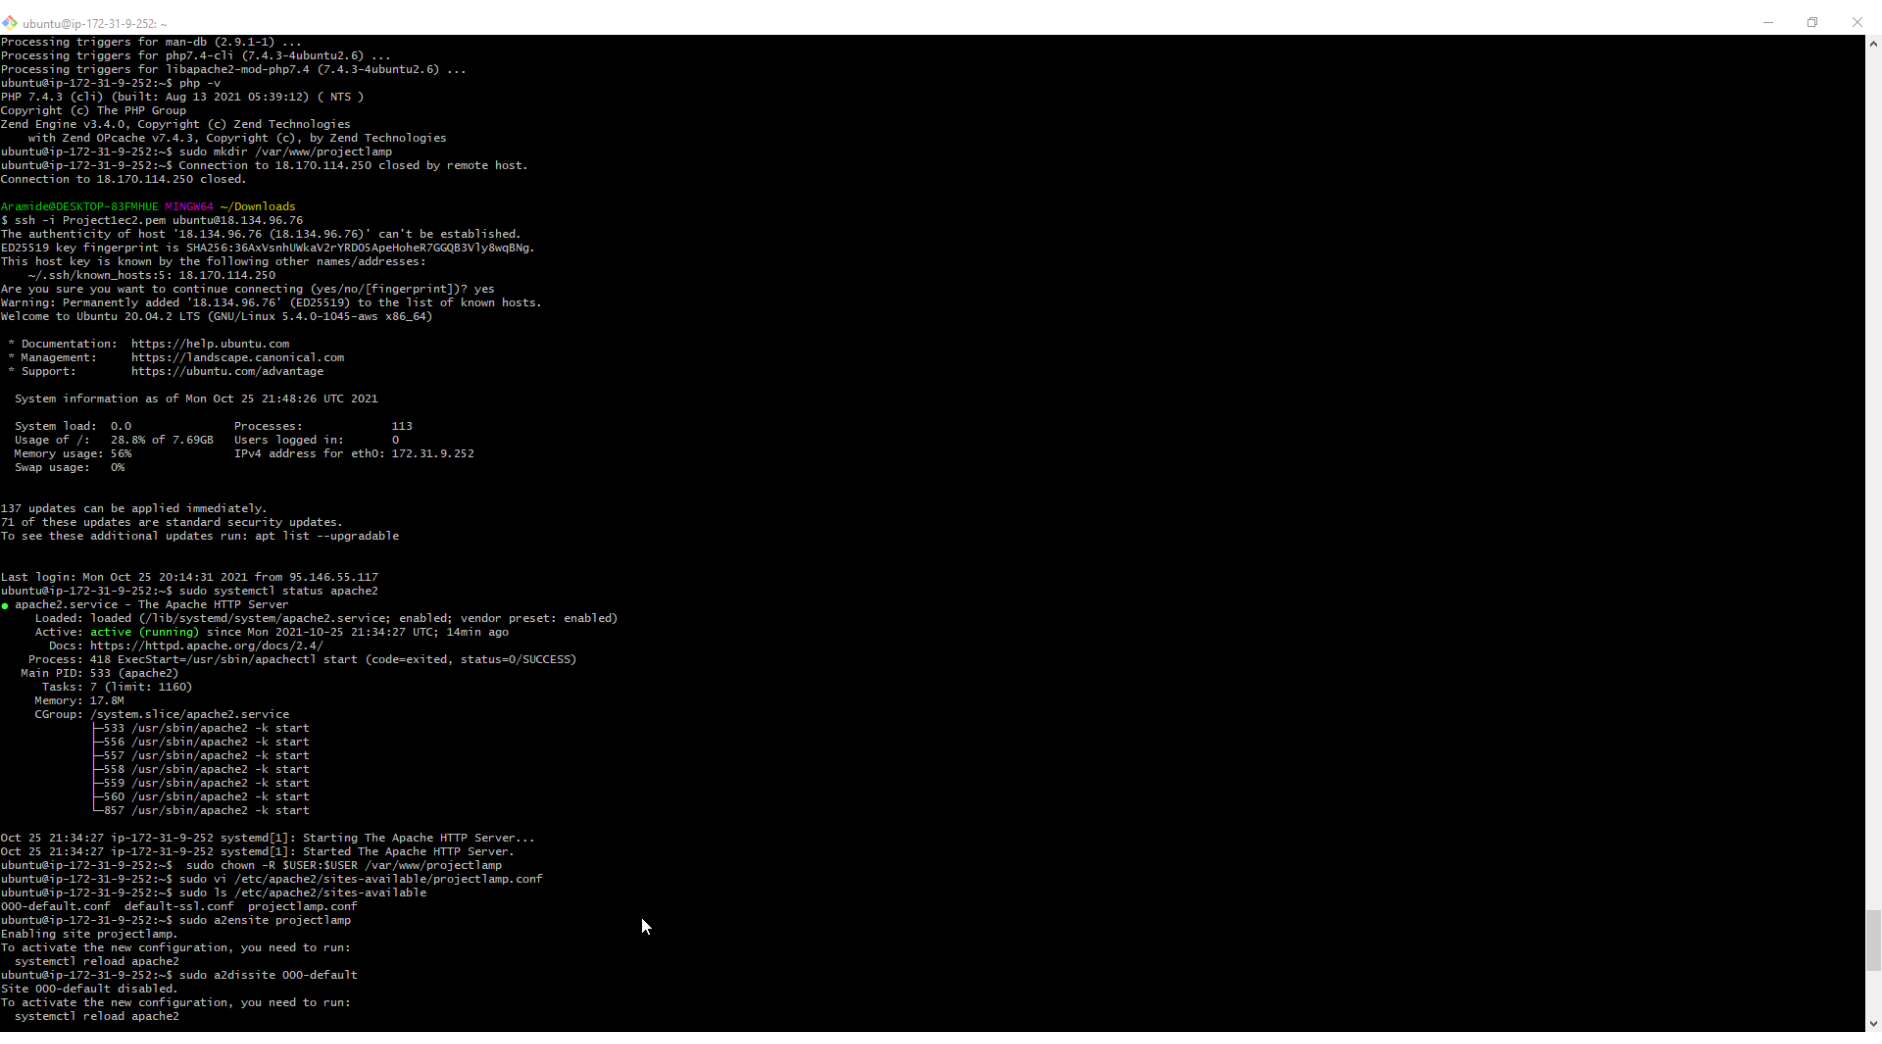 ubuntu@ip-172-31-9-252: ~
Processing triggers for man-db (2.9.1-1) ...
Processing triggers for php7.4-cli (7.4.3-4ubuntu2.6) ...
Processing triggers for libapache2-mod-php7.4 (7.4.3-4ubuntu2.6) ...
ubuntu@ip-172-31-9-252:~$ php -v
PHP 7.4.3 (cli) (built: Aug 13 2021 05:39:12) ( NTS )
Copyright (c) The PHP Group
Zend Engine v3.4.0, Copyright (c) Zend Technologies
    with Zend OPcache v7.4.3, Copyright (c), by Zend Technologies
ubuntu@ip-172-31-9-252:~$ sudo mkdir /var/www/projectlamp
ubuntu@ip-172-31-9-252:~$ Connection to 18.170.114.250 closed by remote host.
Connection to 18.170.114.250 closed.
Aramide@DESKTOP-83FMHUE MINGW64 ~/Downloads
$ ssh -i Project1ec2.pem ubuntu@18.134.96.76
The authenticity of host '18.134.96.76 (18.134.96.76)' can't be established.
ED25519 key fingerprint is SHA256:36AxVsnhUWkaV2rYRDO5ApeHoheR7GGQB3Vly8wqBNg.
This host key is known by the following other names/addresses:
    ~/.ssh/known_hosts:5: 18.170.114.250
Are you sure you want to continue connecting (yes/no/[fingerprint])? yes
Warning: Permanently added '18.134.96.76' (ED25519) to the list of known hosts.
Welcome to Ubuntu 20.04.2 LTS (GNU/Linux 5.4.0-1045-aws x86_64)
 * Documentation:  https://help.ubuntu.com
 * Management:     https://landscape.canonical.com
 * Support:        https://ubuntu.com/advantage
  System information as of Mon Oct 25 21:48:26 UTC 2021
  System load:  0.0               Processes:             113
  Usage of /:   28.8% of 7.69GB   Users logged in:       0
  Memory usage: 56%               IPv4 address for eth0: 172.31.9.252
  Swap usage:   0%
137 updates can be applied immediately.
71 of these updates are standard security updates.
To see these additional updates run: apt list --upgradable
Last login: Mon Oct 25 20:14:31 2021 from 95.146.55.117
ubuntu@ip-172-31-9-252:~$ sudo systemctl status apache2
● apache2.service - The Apache HTTP Server
     Loaded: loaded (/lib/systemd/system/apache2.service; enabled; vendor preset: enabled)
     Active: active (running) since Mon 2021-10-25 21:34:27 UTC; 14min ago
       Docs: https://httpd.apache.org/docs/2.4/
    Process: 418 ExecStart=/usr/sbin/apachectl start (code=exited, status=0/SUCCESS)
   Main PID: 533 (apache2)
      Tasks: 7 (limit: 1160)
     Memory: 17.8M
     CGroup: /system.slice/apache2.service
             ├─533 /usr/sbin/apache2 -k start
             ├─556 /usr/sbin/apache2 -k start
             ├─557 /usr/sbin/apache2 -k start
             ├─558 /usr/sbin/apache2 -k start
             ├─559 /usr/sbin/apache2 -k start
             ├─560 /usr/sbin/apache2 -k start
             └─857 /usr/sbin/apache2 -k start
Oct 25 21:34:27 ip-172-31-9-252 systemd[1]: Starting The Apache HTTP Server...
Oct 25 21:34:27 ip-172-31-9-252 systemd[1]: Started The Apache HTTP Server.
ubuntu@ip-172-31-9-252:~$  sudo chown -R $USER:$USER /var/www/projectlamp
ubuntu@ip-172-31-9-252:~$ sudo vi /etc/apache2/sites-available/projectlamp.conf
ubuntu@ip-172-31-9-252:~$ sudo ls /etc/apache2/sites-available
000-default.conf  default-ssl.conf  projectlamp.conf
ubuntu@ip-172-31-9-252:~$ sudo a2ensite projectlamp
Enabling site projectlamp.
To activate the new configuration, you need to run:
  systemctl reload apache2
ubuntu@ip-172-31-9-252:~$ sudo a2dissite 000-default
Site 000-default disabled.
To activate the new configuration, you need to run:
  systemctl reload apache2